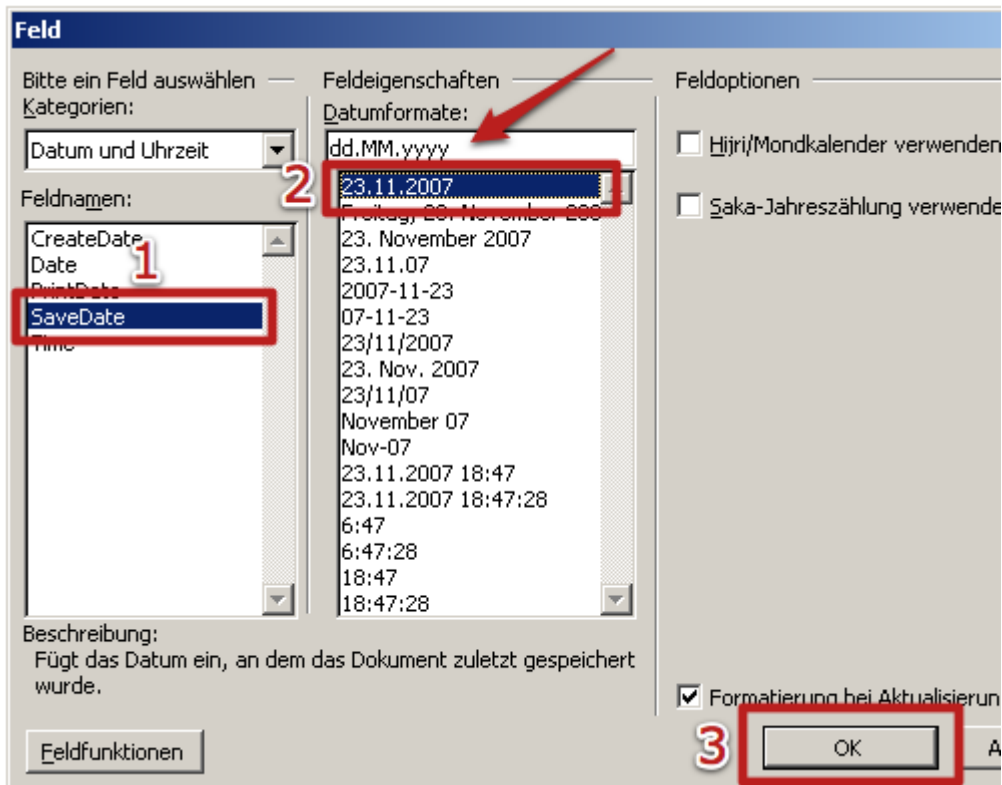 Feld
Bitte ein Feld auswählen
Kategorien:
Datum und Uhrzeit
Feldnamen:
CreateDate
Date
1
PrintDate
SaveDate
Time
Feldeigenschaften
Datumformate:
dd.MM.yyyy
2
23.11.2007
Freitag, 23. November 200
23. November 2007
23.11.07
2007-11-23
07-11-23
23/11/2007
23. Nov. 2007
23/11/07
November 07
Nov-07
23.11.2007 18:47
23.11.2007 18:47:28
6:47
6:47:28
18:47
18:47:28
Feldoptionen
Hijri/Mondkalender verwenden
Saka-Jahreszählung verwende
Formatierung bei Aktualisierun
Beschreibung:
Fügt das Datum ein, an dem das Dokument zuletzt gespeichert
wurde.
Feldfunktionen
3
OK
A